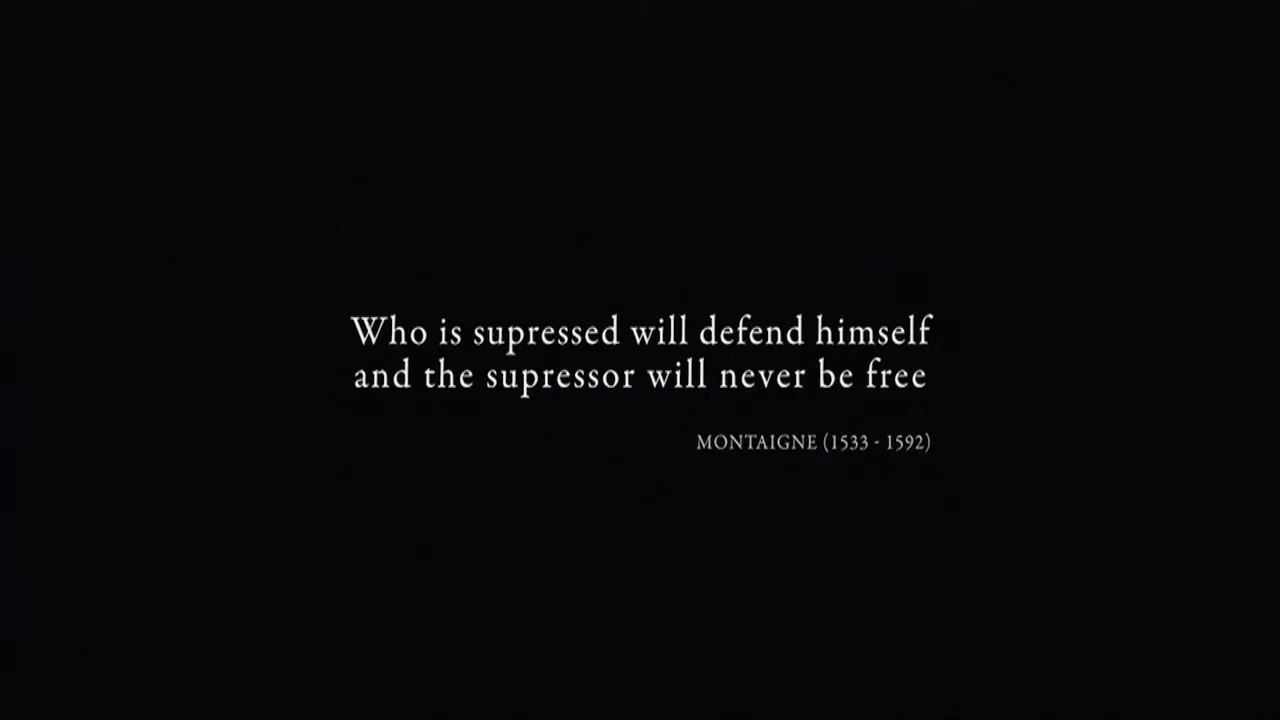 Who is supressed will defend himself
and the supressor will never be free
MONTAIGNE (1533 - 1592)